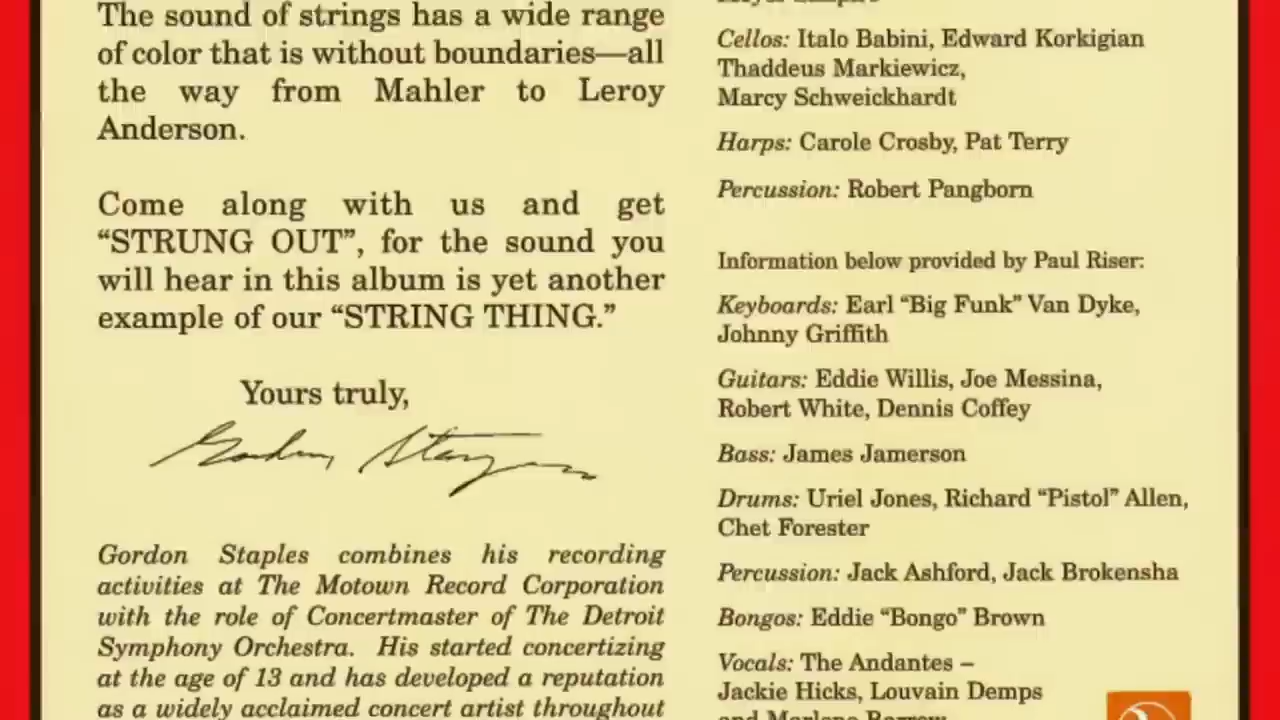 The sound of strings has a wide range
of color that is without boundaries—all
the way from Mahler to Leroy
Anderson.
Come along with us and get
“STRUNG OUT”, for the sound you
will hear in this album is yet another
example of our “STRING THING.”
Yours truly,
Gordon Staples
Gordon Staples combines his recording
activities at The Motown Record Corporation
with the role of Concertmaster of The Detroit
Symphony Orchestra. His started concertizing
at the age of 13 and has developed a reputation
as a widely acclaimed concert artist throughout
Cellos: Italo Babini, Edward Korkigian
Thaddeus Markiewicz,
Marcy Schweickhardt
Harps: Carole Crosby, Pat Terry
Percussion: Robert Pangborn
Information below provided by Paul Riser:
Keyboards: Earl “Big Funk” Van Dyke,
Johnny Griffith
Guitars: Eddie Willis, Joe Messina,
Robert White, Dennis Coffey
Bass: James Jamerson
Drums: Uriel Jones, Richard “Pistol” Allen,
Chet Forester
Percussion: Jack Ashford, Jack Brokensha
Bongos: Eddie “Bongo” Brown
Vocals: The Andantes –
Jackie Hicks, Louvain Demps
and Marlene Barrow